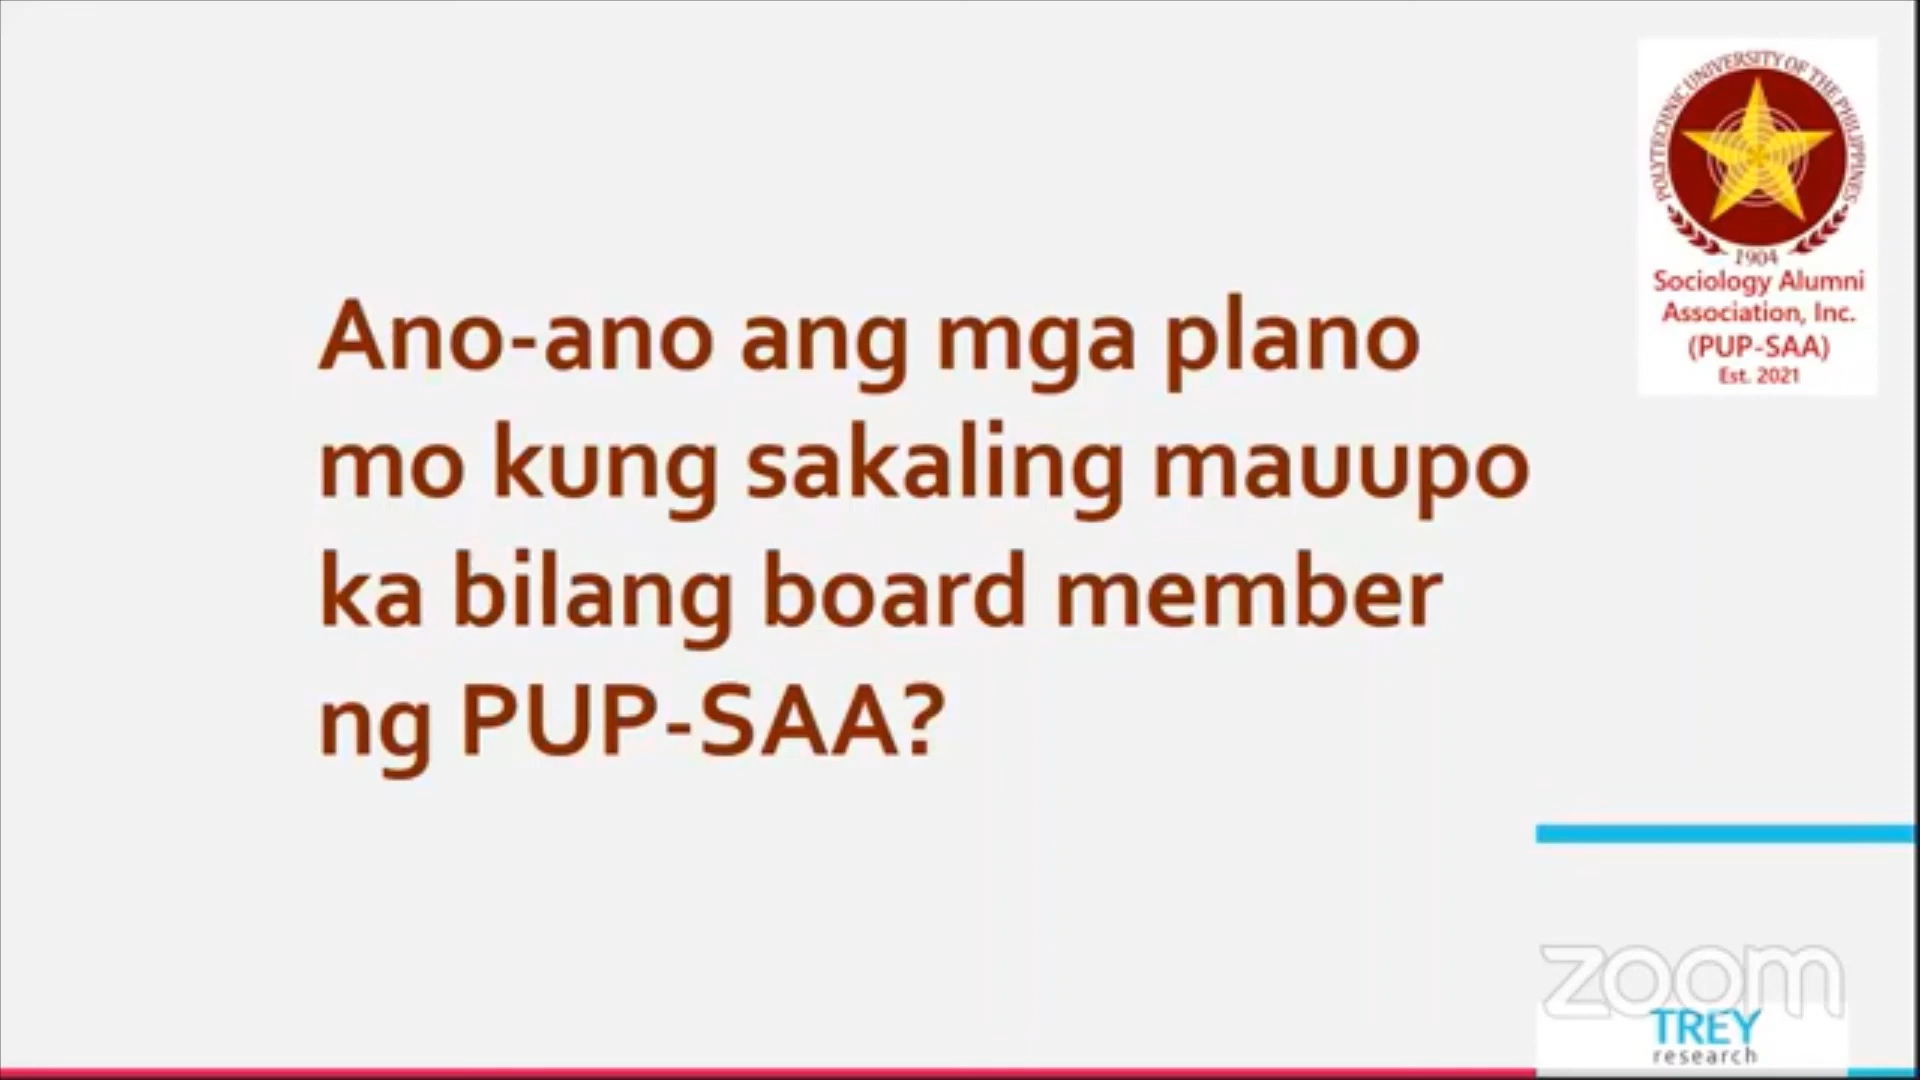 POLYTECHNIC UNIVERSITY OF THE PHILIPPINES
1904
Sociology Alumni
Association, Inc.
(PUP-SAA)
Est. 2021
Ano-ano ang mga plano
mo kung sakaling mauupo
ka bilang board member
ng PUP-SAA?
zoom
TREY
research